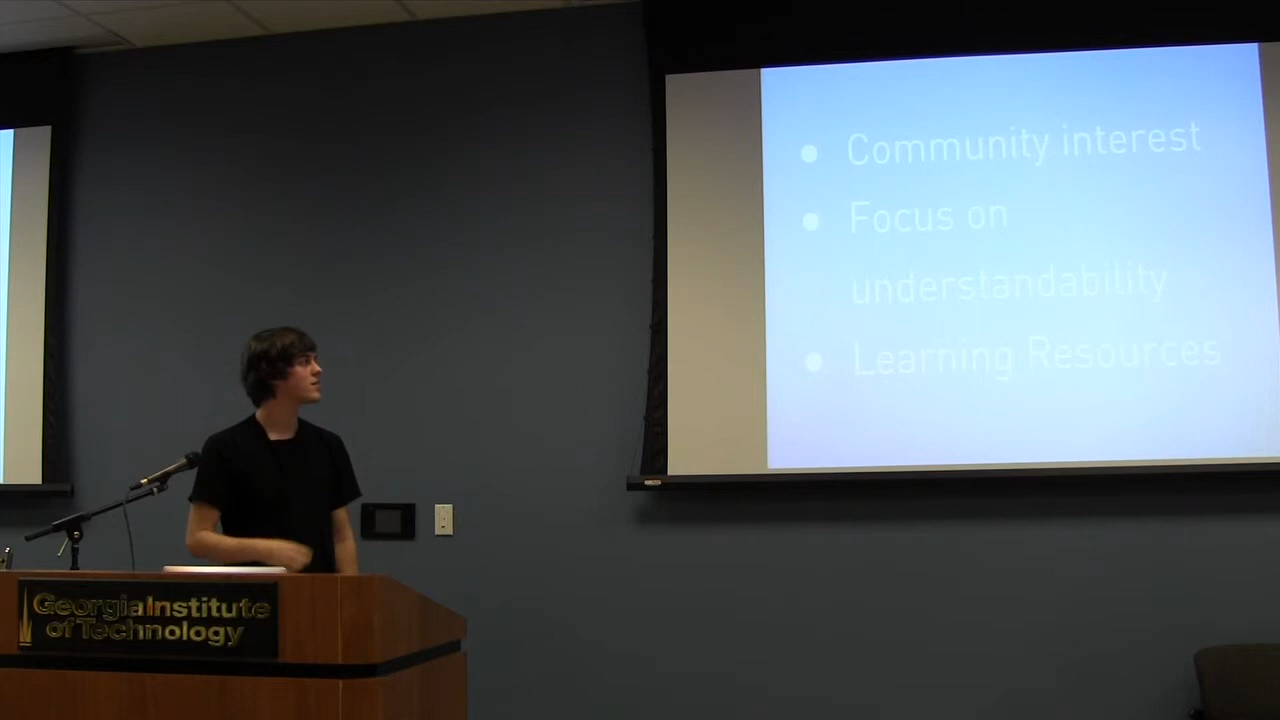 ● Community interest
● Focus on
understandability
● Learning Resources
Georgia Institute
of Technology